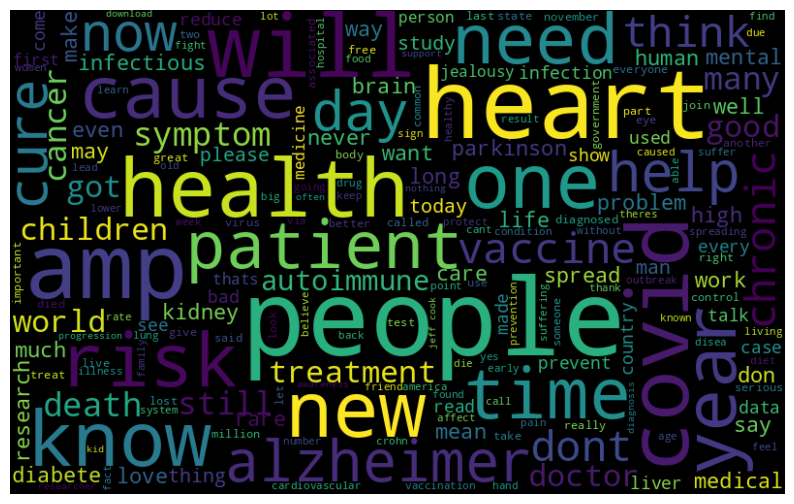 download two lot last state november find
now reduce person due
fight will way free need think
come make hospital food support everyone
first infectious associated study human mental
women cause brain jealousy infection many
cure cancer learn day common heart join well
even symptom never sign healthy government part eye good
may please medicine want parkinson result used another
got great body show caused suffer able help
lead old going drug long nothing problem
health big often keep today one chronic
lower week virus via better called protect life diagnosed theres high
children patient cant condition without spreading every
important amp thats autoimmune vaccine covid right
died bad point care use spread man outbreak work
world rate kidney believe look prevention suffering someone thank control
see said people made country known talk year
much progression lung give test jeff cook prevent living
risk back disea case
research treat live illness family treatment die yes early time don serious diet
death lost still awareness friend america found read data
system rare let call affect mean pain diagnosis say
know million new number really take age
kid alzheimer crohn dont doctor feel
diabete love thing liver medical
fact researcher cardiovascular vaccination hand